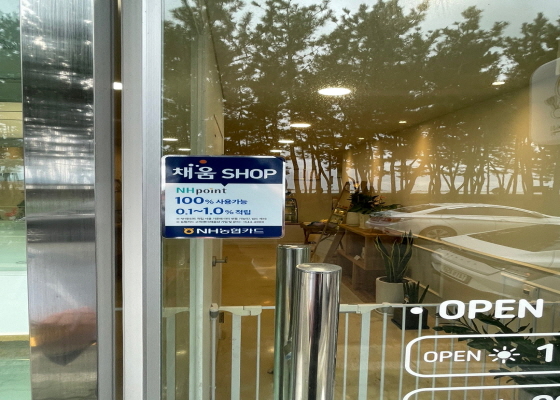 채움 SHOP
NHpoint
100% 사용가능
0.1~1.0% 적립
NH농협카드
• OPEN
OPEN 1